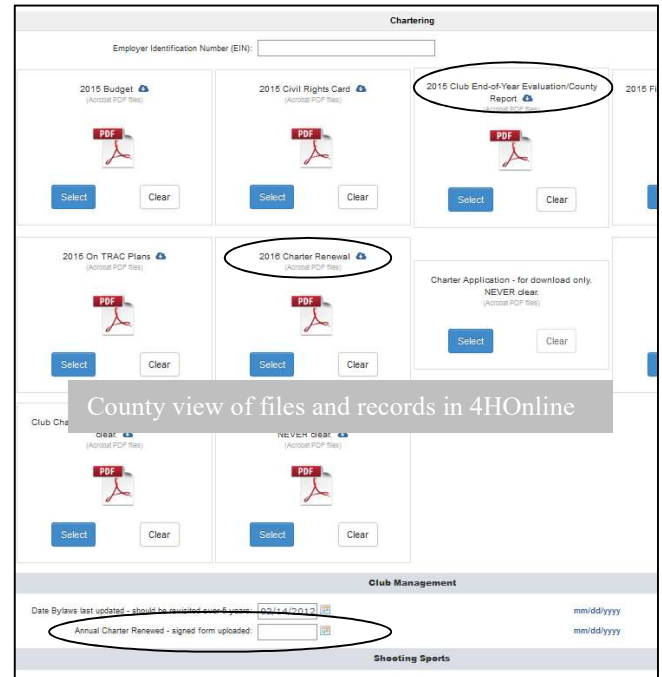 Chartering
Employer Identification Number (EIN):
2015 Budget
(Acrobat PDF files)
PDF
Select Clear
2015 Civil Rights Card
(Acrobat PDF files)
PDF
Select Clear
2015 Club End-of-Year Evaluation/County
Report
(Acrobat PDF files)
PDF
Select Clear
2015 Fi
2015 On TRAC Plans
(Acrobat PDF files)
PDF
Select Clear
2016 Charter Renewal
(Acrobat PDF files)
PDF
Select Clear
Charter Application - for download only.
NEVER clear.
(Acrobat PDF files)
Select Clear
County view of files and records in 4HOnline
Club Cha
clear.
(Acrobat PDF files)
PDF
Select Clear
NEVER clear.
(Acrobat PDF files)
PDF
Select Clear
Club Management
Date Bylaws last updated - should be revisited ever 5 years: 02/14/2012 mm/dd/yyyy
Annual Charter Renewed - signed form uploaded: mm/dd/yyyy
Shooting Sports